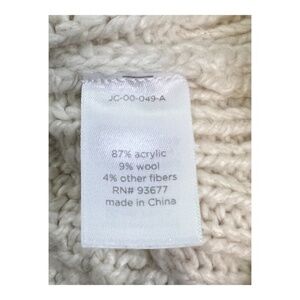 JC-00-049-A
87% acrylic
9% wool
4% other fibers
RN# 93677
made in China